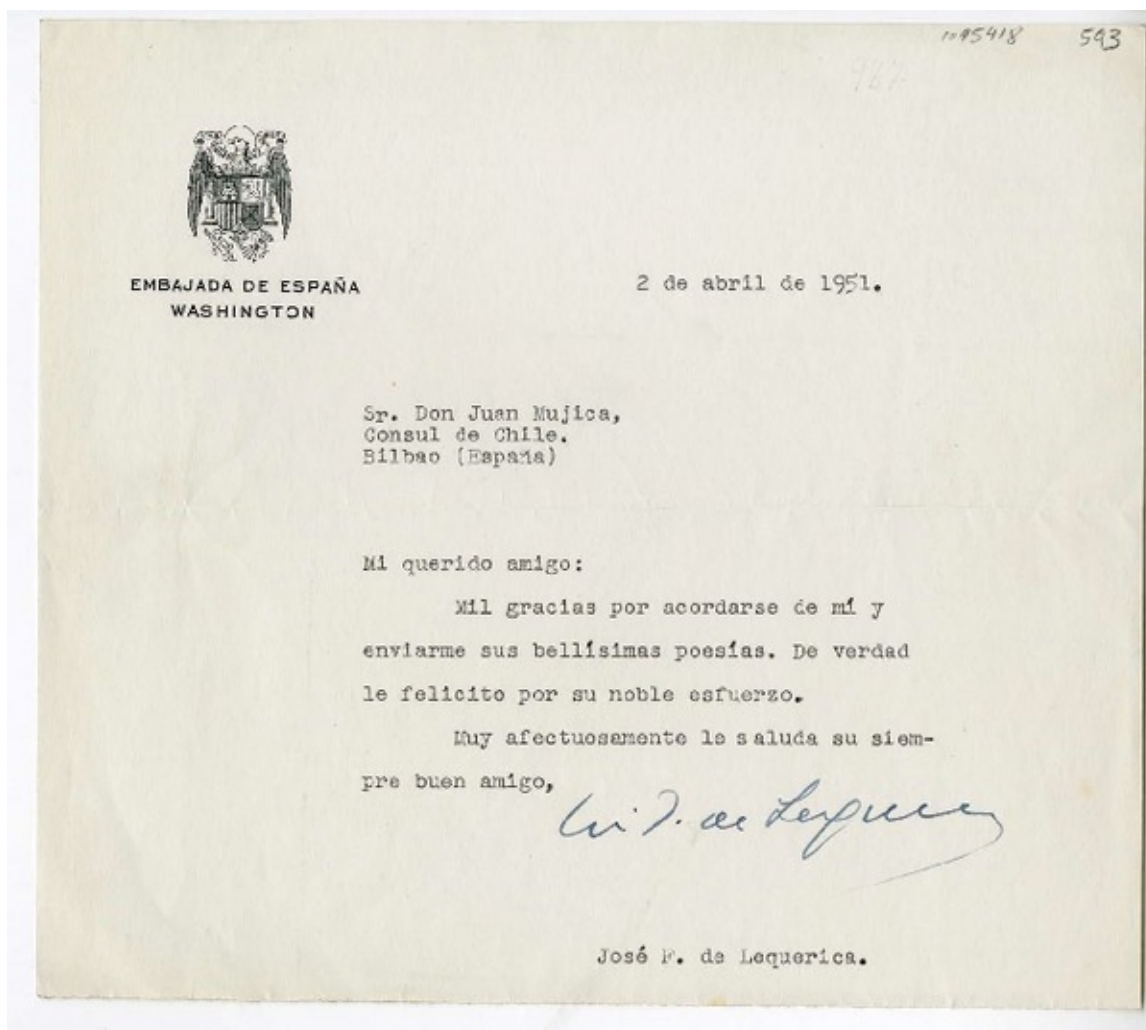 1095418 593
967
EMBAJADA DE ESPAÑA
WASHINGTON
2 de abril de 1951.
Sr. Don Juan Mujica,
Consul de Chile.
Bilbao (España)
Mi querido amigo:
Mil gracias por acordarse de mí y
enviarme sus bellísimas poesías. De verdad
le felicito por su noble esfuerzo.
Muy afectuosamente le saluda su siem-
pre buen amigo,
José F. de Lequerica.